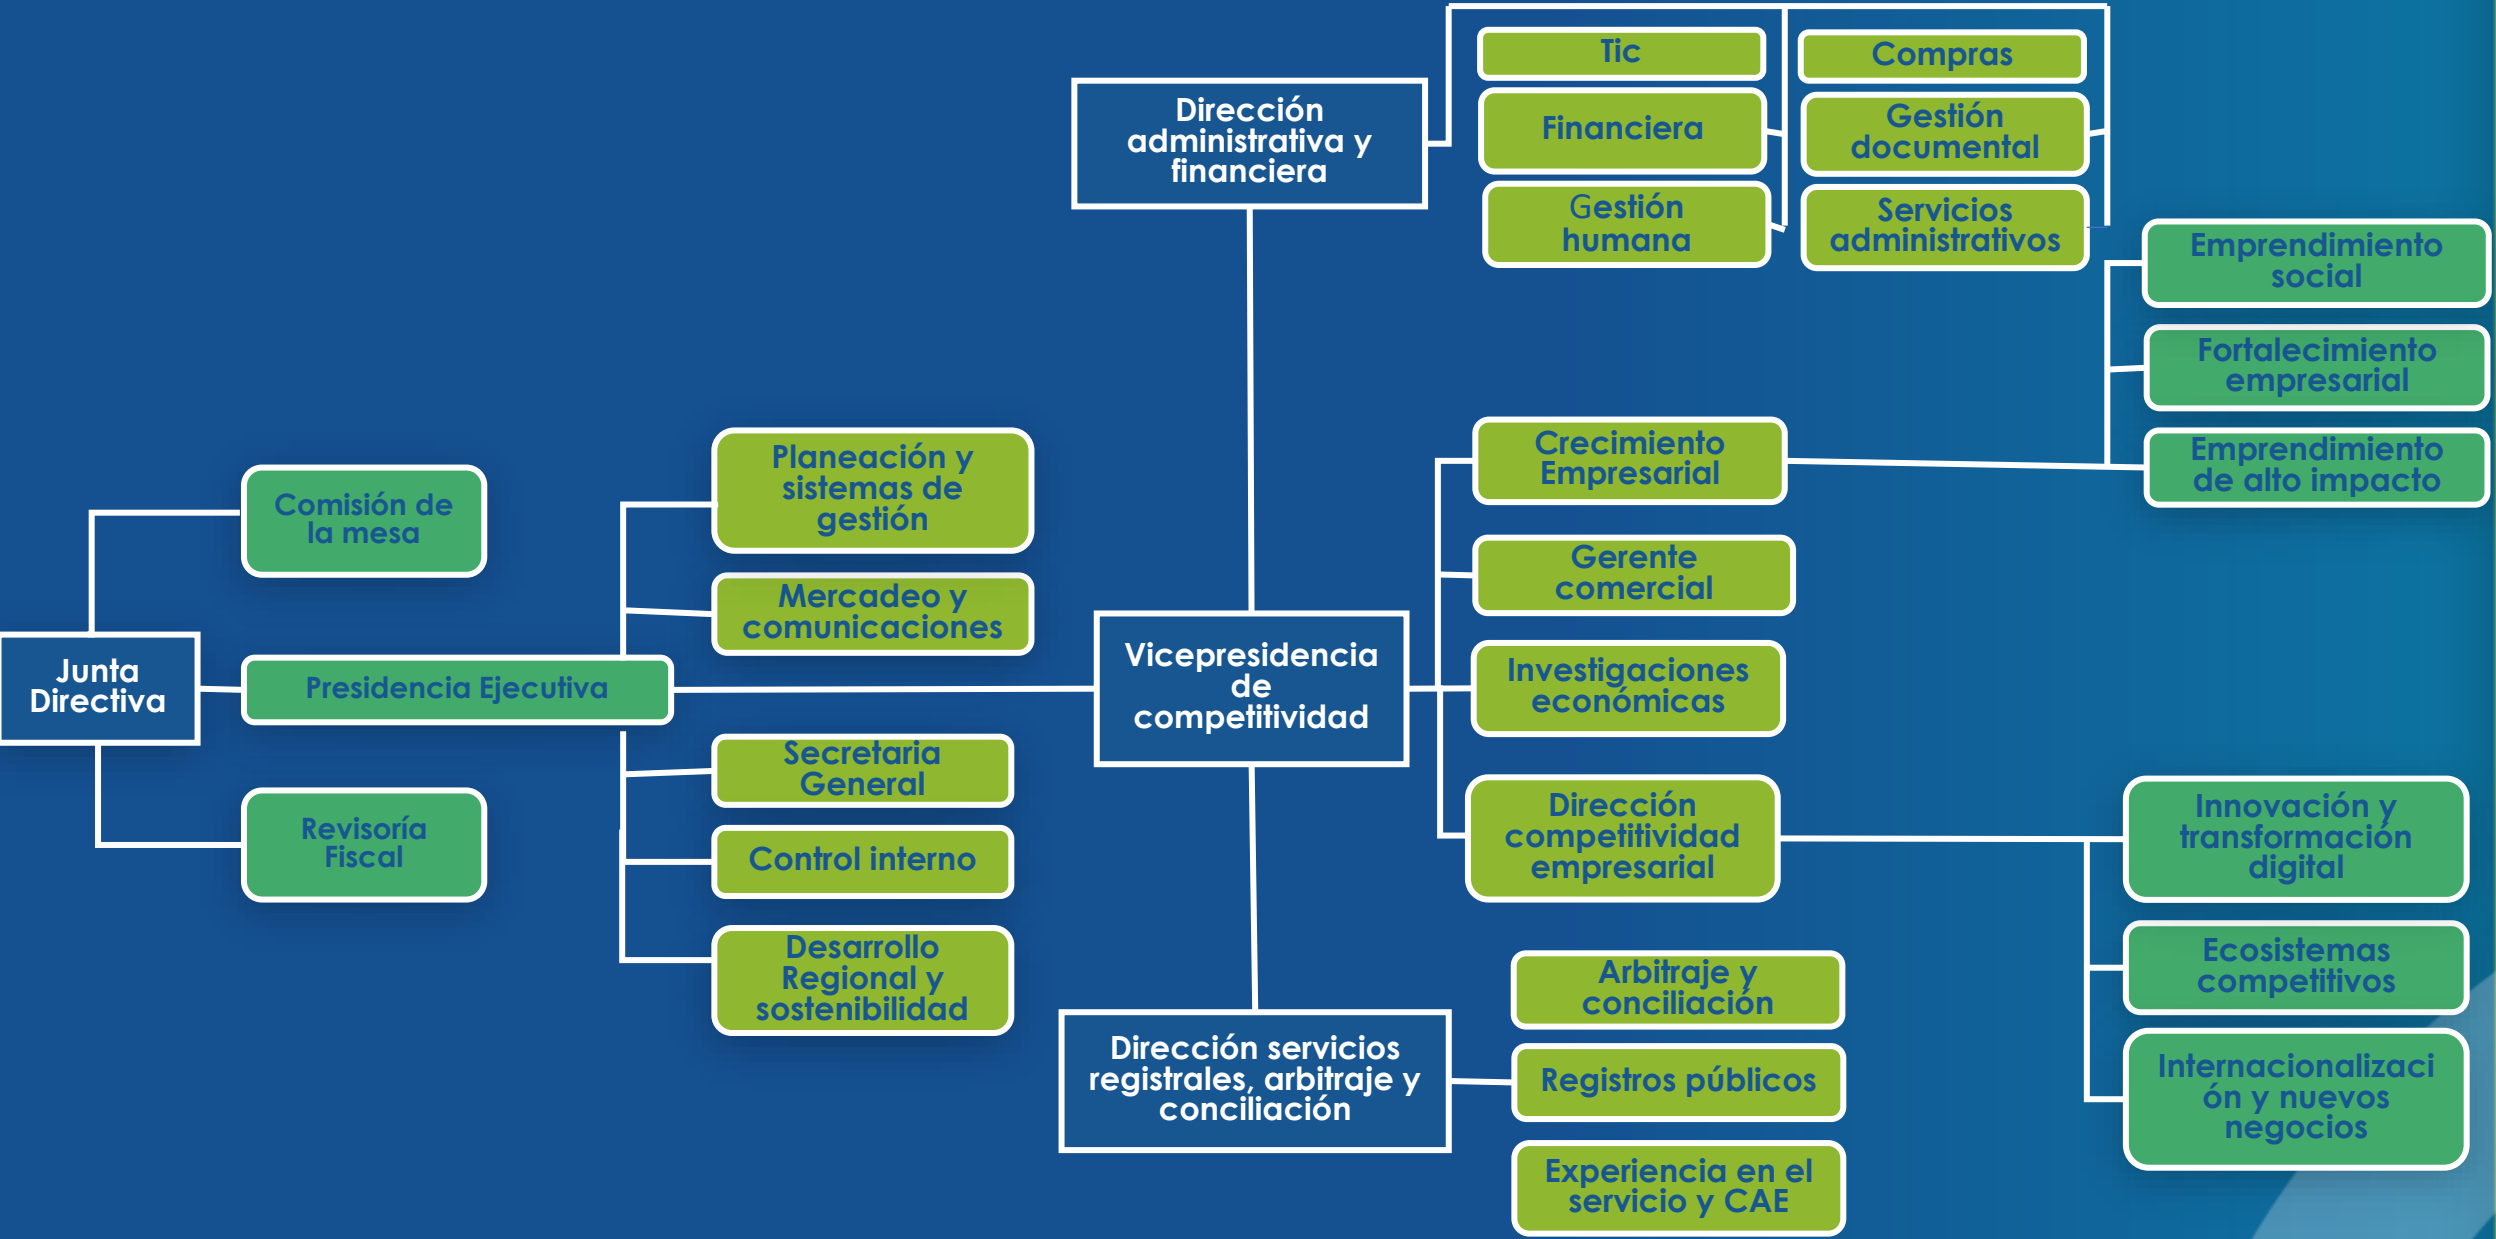 Tic
Compras
Dirección
administrativa y
financiera
Financiera
Gestión
documental
Gestión
humana
Servicios
administrativos
Emprendimiento
social
Fortalecimiento
empresarial
Emprendimiento
de alto impacto
Crecimiento
Empresarial
Planeación y
sistemas de
gestión
Comisión de
la mesa
Gerente
comercial
Mercadeo y
comunicaciones
Junta
Directiva
Presidencia Ejecutiva
Vicepresidencia
de
competitividad
Investigaciones
económicas
Secretaria
General
Revisoría
Fiscal
Control interno
Dirección
competitividad
empresarial
Innovación y
transformación
digital
Desarrollo
Regional y
sostenibilidad
Arbitraje y
conciliación
Ecosistemas
competitivos
Dirección servicios
registrales, arbitraje y
conciliación
Registros públicos
Internacionalizaci
ón y nuevos
negocios
Experiencia en el
servicio y CAE